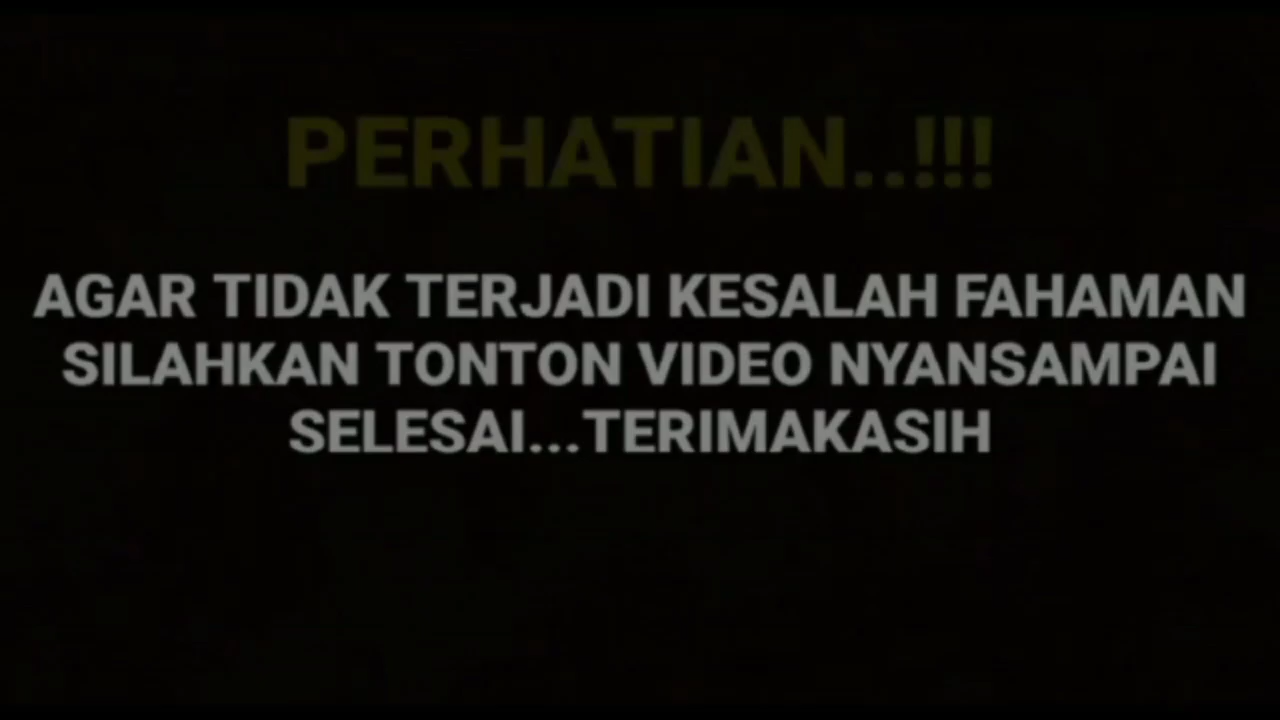 PERHATIAN..!!!
AGAR TIDAK TERJADI KESALAH FAHAMAN
SILAHKAN TONTON VIDEO NYANSAMPAI
SELESAI...TERIMAKASIH